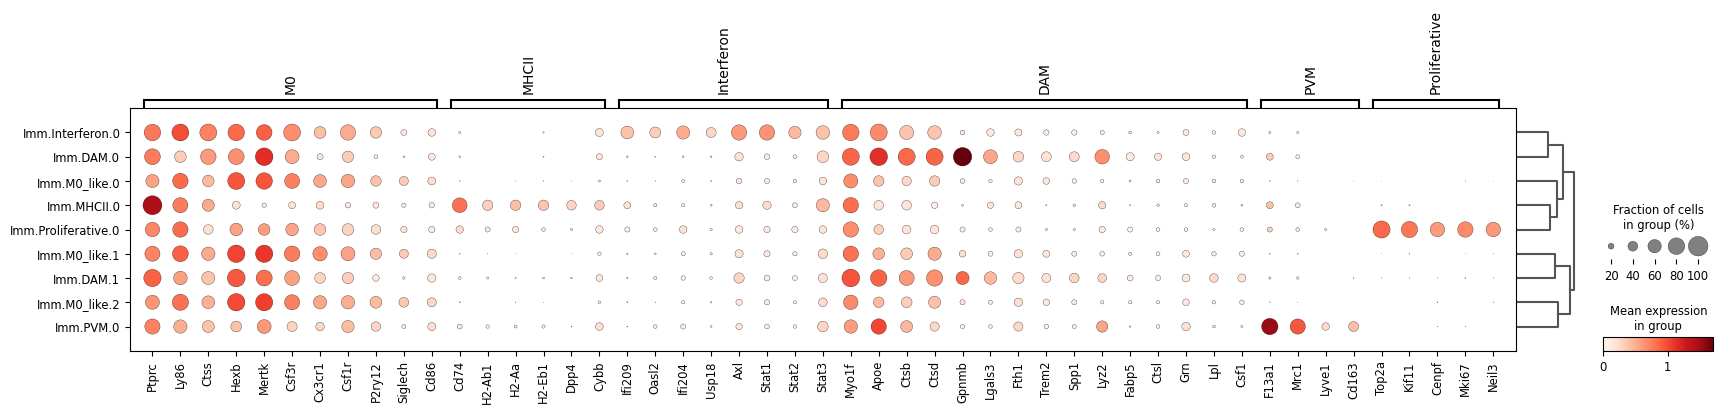 M0
MHCII
Interferon
DAM
PVM
Proliferative
Imm.Interferon.0
Imm.DAM.0
Imm.M0_like.0
Imm.MHCII.0
Imm.Proliferative.0
Imm.M0_like.1
Imm.DAM.1
Imm.M0_like.2
Imm.PVM.0
Ptprc
Ly86
Ctss
Hexb
Mertk
Csf3r
Cx3cr1
Csf1r
P2ry12
Siglech
Cd86
Cd74
H2-Ab1
H2-Aa
H2-Eb1
Dpp4
Cybb
Ifi209
Oasl2
Ifi204
Usp18
Axl
Stat1
Stat2
Stat3
Myo1f
Apoe
Ctsb
Ctsd
Gpnmb
Lgals3
Fth1
Trem2
Spp1
Lyz2
Fabp5
Ctsl
Grn
Lpl
Csf1
F13a1
Mrc1
Lyve1
Cd163
Top2a
Kif11
Cenpf
Mki67
Neil3
Fraction of cells
in group (%)
20 40 60 80 100
Mean expression
in group
0 1